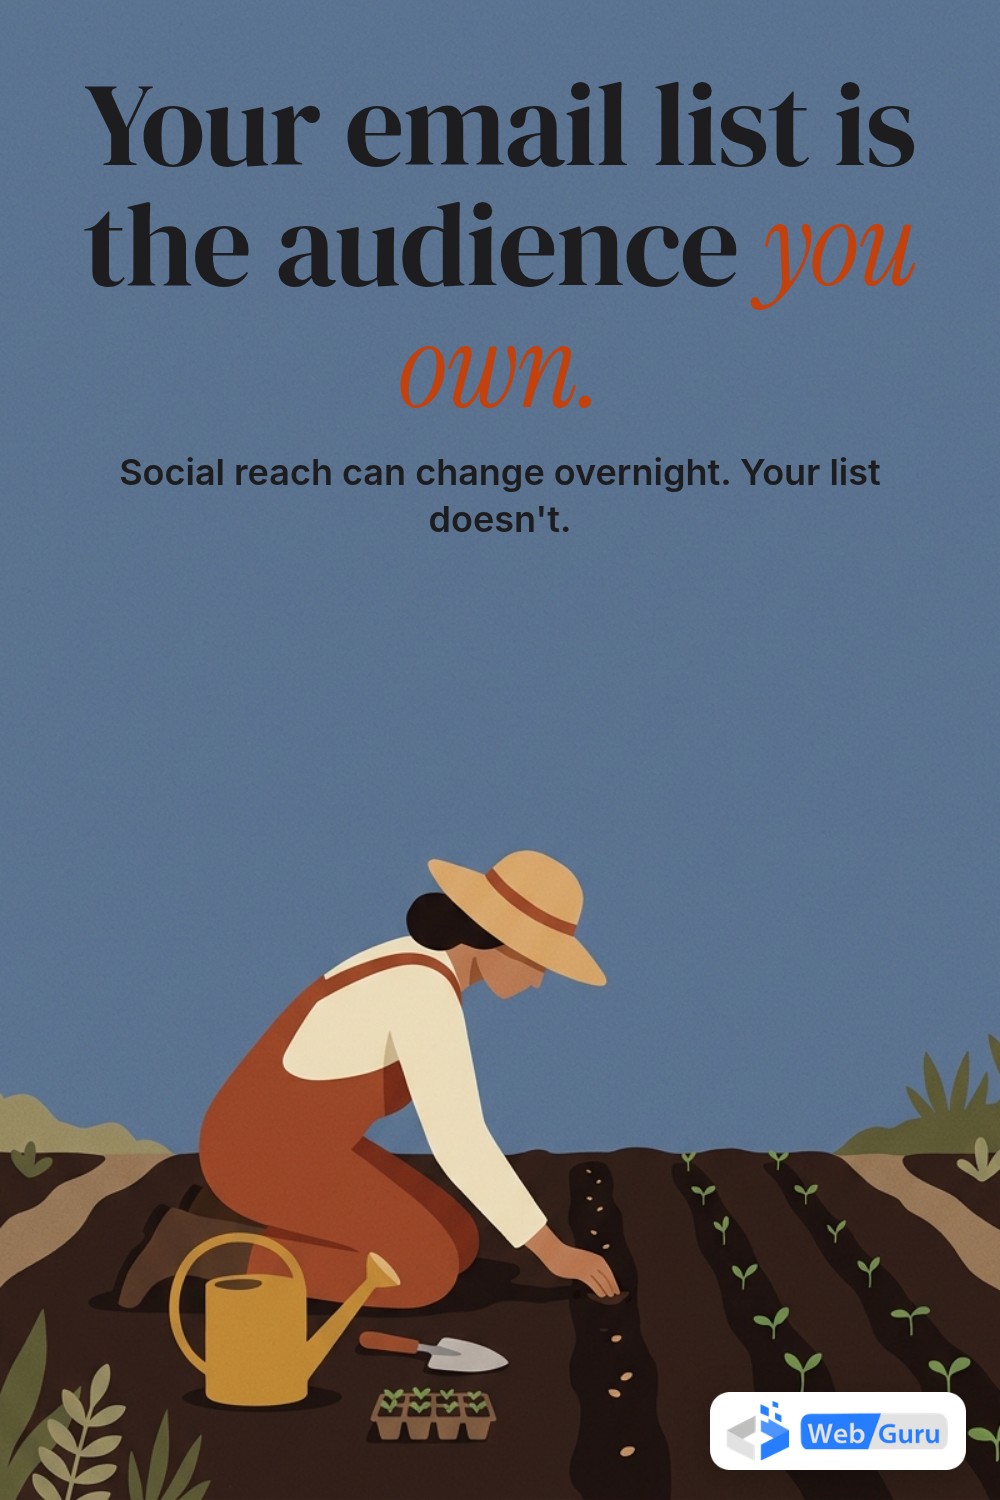 Your email list is
the audience you
own.
Social reach can change overnight. Your list
doesn't.
Web Guru